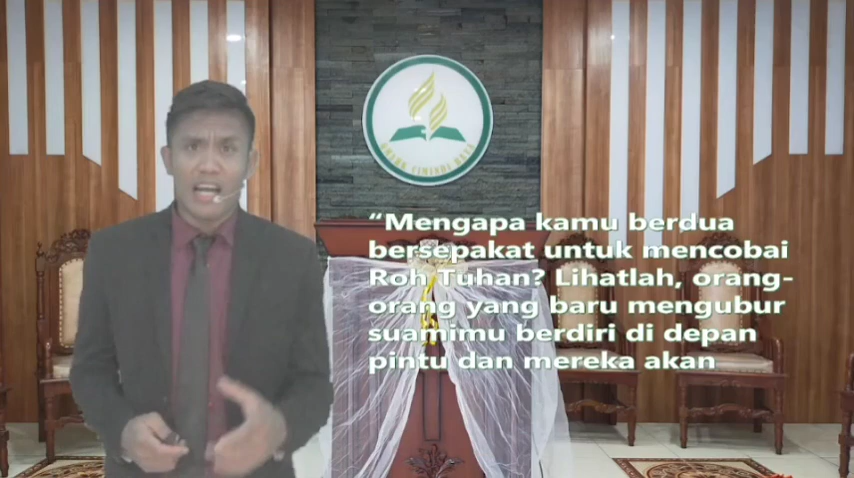 “Mengapa kamu berdua
bersepakat untuk mencobai
Roh Tuhan? Lihatlah, orang-
orang yang baru mengubur
suamimu berdiri di depan
pintu dan mereka akan